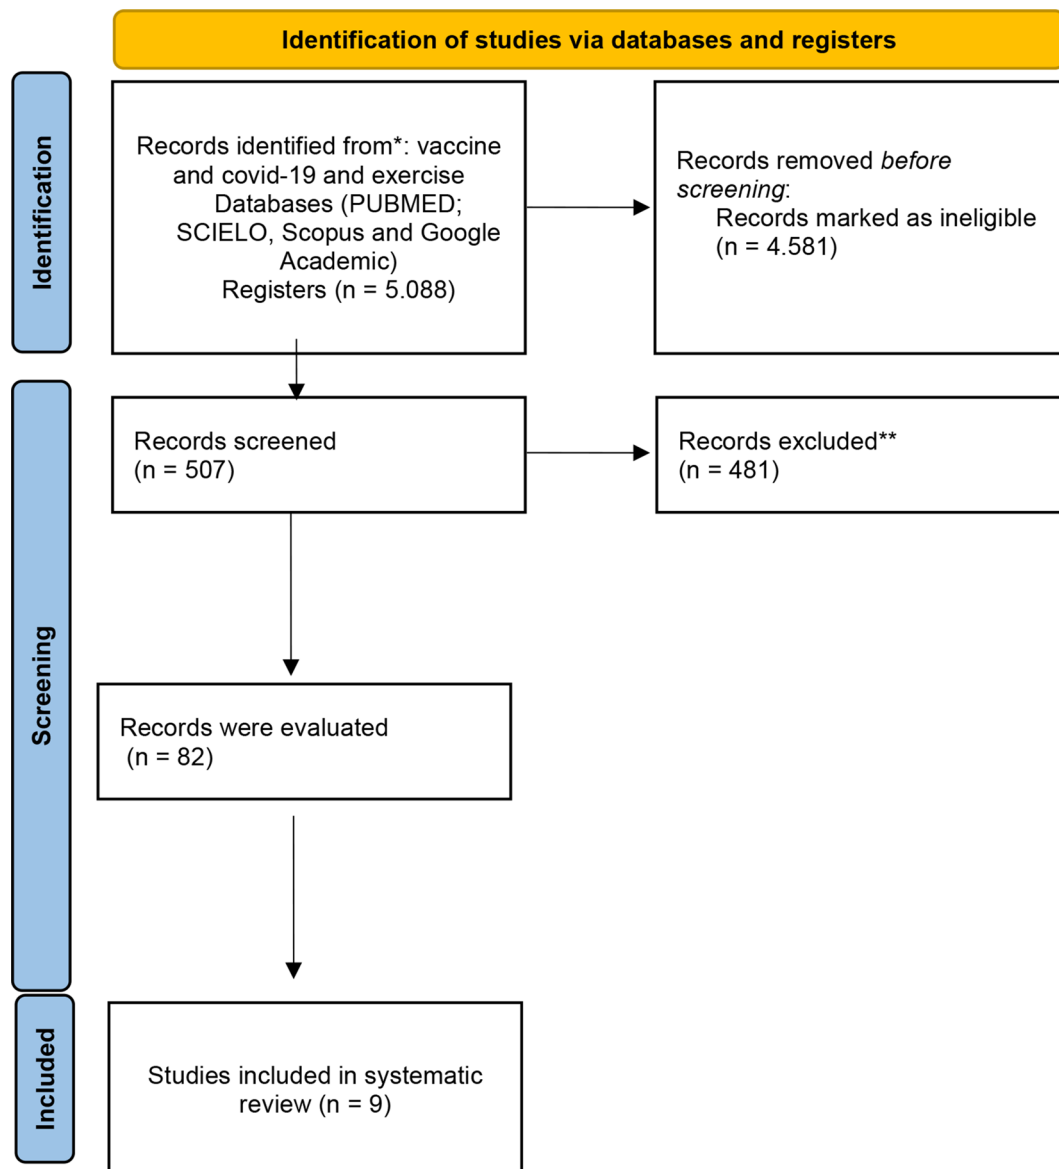 Identification of studies via databases and registers
Identification
Records identified from*: vaccine
and covid-19 and exercise
Databases (PUBMED;
SCIELO, Scopus and Google
Academic)
Registers (n = 5.088)
Records removed before
screening:
Records marked as ineligible
(n = 4.581)
Screening
Records screened
(n = 507)
Records excluded**
(n = 481)
Records were evaluated
(n = 82)
Included
Studies included in systematic
review (n = 9)